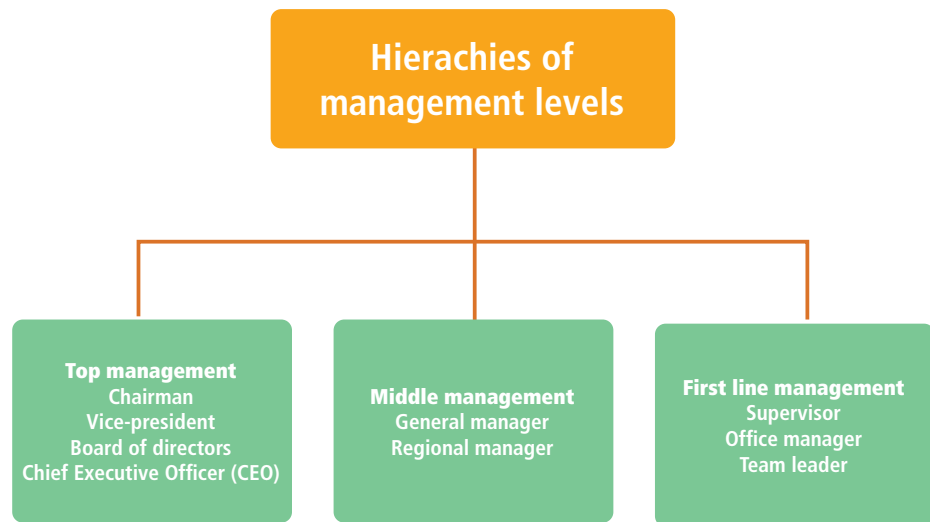 Hierachies of
management levels
Top management
Chairman
Vice-president
Board of directors
Chief Executive Officer (CEO)
Middle management
General manager
Regional manager
First line management
Supervisor
Office manager
Team leader